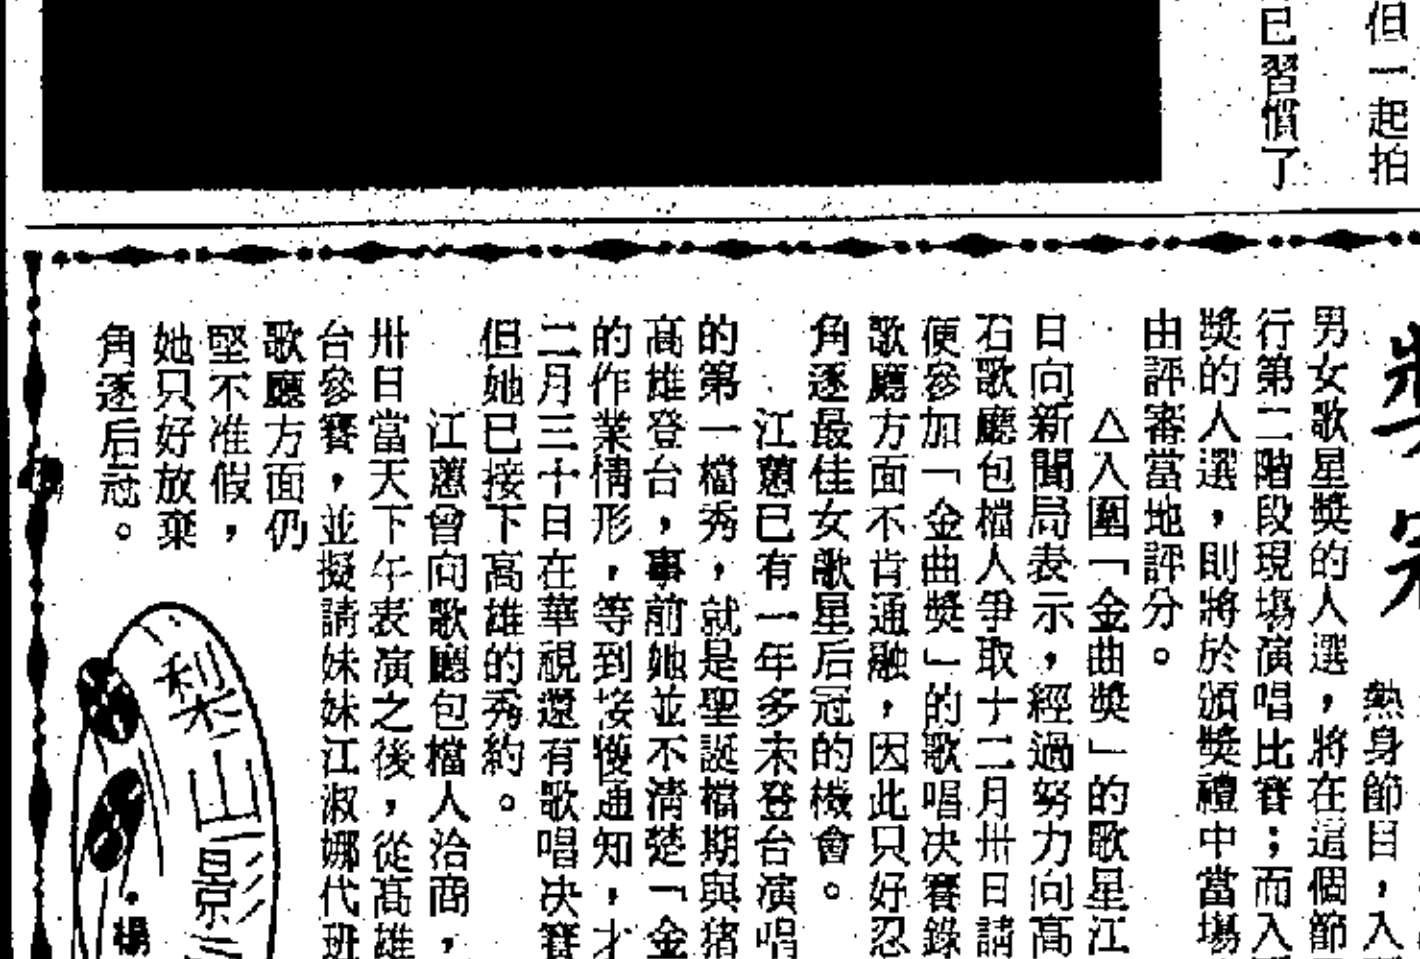 但一起拍
已習慣了
熱身節目，入
男女歌星獎的人選，將在這個節
行第二階段現場演唱比賽；而入
獎的人選，則將於頒獎禮中當場
由評審當地評分。
△入圍「金曲獎」的歌星江
日向新聞局表示，經過努力向高
石歌廳包檔人爭取十二月卅日請
便參加「金曲獎」的歌唱決賽錄
歌廳方面不肯通融，因此只好忍
角逐最佳女歌星后冠的機會。
江蕙已有一年多未登台演唱
的第一檔秀，就是聖誕檔期與豬
高雄登台，事前她並不清楚「金
的作業情形，等到接獲通知，才
二月三十日在華視還有歌唱決賽
但她已接下高雄的秀約。
江蕙曾向歌廳包檔人洽商，
卅日當天下午表演之後，從高雄
台參賽，並擬請妹妹江淑娜代班
歌廳方面仍
堅不准假，
她只好放棄
角逐后冠。
梨山景
楊